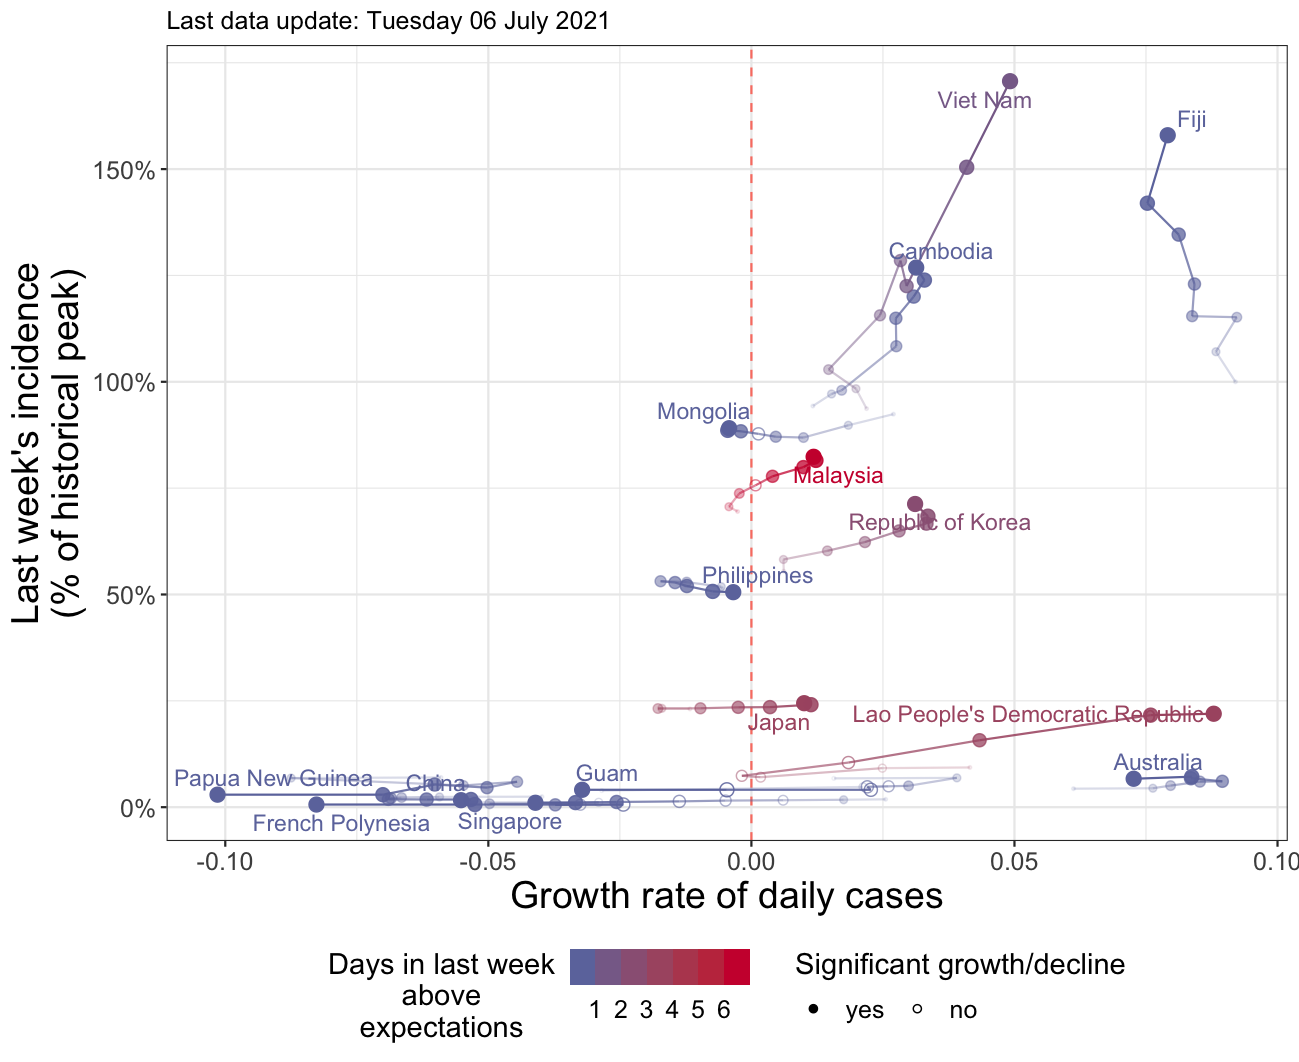 Last data update: Tuesday 06 July 2021
Last week's incidence
(% of historical peak)
150%
100%
50%
0%
Viet Nam
Fiji
Cambodia
Mongolia
Malaysia
Republic of Korea
Philippines
Japan
Lao People's Democratic Republic
Australia
Guam
Papua New Guinea
China
French Polynesia
Singapore
-0.10
-0.05
0.00
0.05
0.10
Growth rate of daily cases
Days in last week
above
expectations
1 2 3 4 5 6
Significant growth/decline
yes no